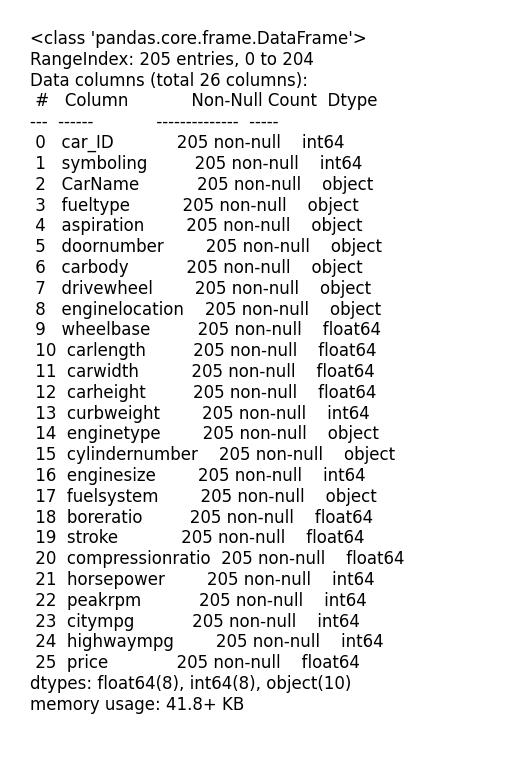 <class 'pandas.core.frame.DataFrame'>
RangeIndex: 205 entries, 0 to 204
Data columns (total 26 columns):
 #   Column            Non-Null Count  Dtype
---  ------            --------------  -----
 0   car_ID            205 non-null    int64
 1   symboling         205 non-null    int64
 2   CarName           205 non-null    object
 3   fueltype          205 non-null    object
 4   aspiration        205 non-null    object
 5   doornumber        205 non-null    object
 6   carbody           205 non-null    object
 7   drivewheel        205 non-null    object
 8   enginelocation    205 non-null    object
 9   wheelbase         205 non-null    float64
 10  carlength         205 non-null    float64
 11  carwidth          205 non-null    float64
 12  carheight         205 non-null    float64
 13  curbweight        205 non-null    int64
 14  enginetype        205 non-null    object
 15  cylindernumber    205 non-null    object
 16  enginesize        205 non-null    int64
 17  fuelsystem        205 non-null    object
 18  boreratio         205 non-null    float64
 19  stroke            205 non-null    float64
 20  compressionratio  205 non-null    float64
 21  horsepower        205 non-null    int64
 22  peakrpm           205 non-null    int64
 23  citympg           205 non-null    int64
 24  highwaympg        205 non-null    int64
 25  price             205 non-null    float64
dtypes: float64(8), int64(8), object(10)
memory usage: 41.8+ KB